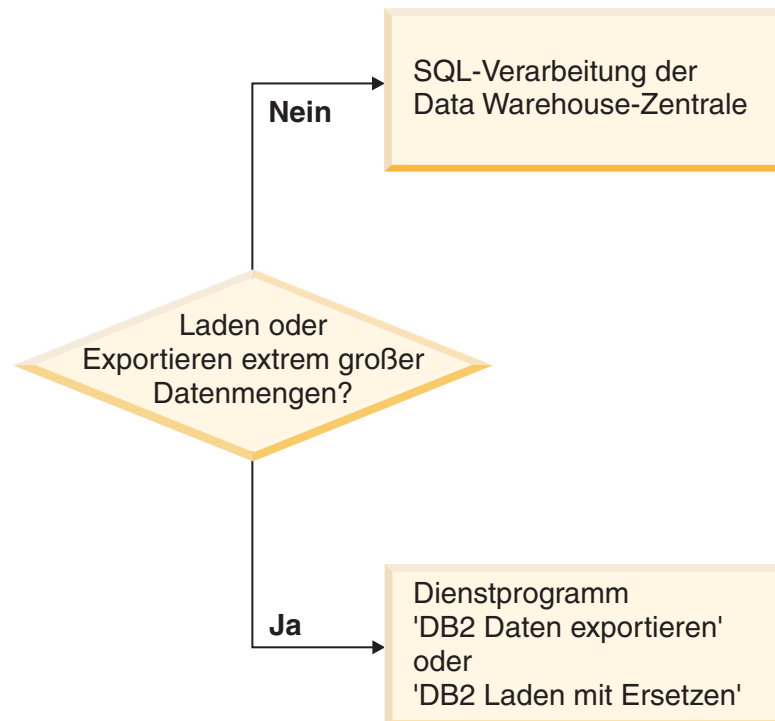 SQL-Verarbeitung der
Data Warehouse-Zentrale
Nein
Laden oder
Exportieren extrem großer
Datenmengen?
Ja
Dienstprogramm
'DB2 Daten exportieren'
oder
'DB2 Laden mit Ersetzen'